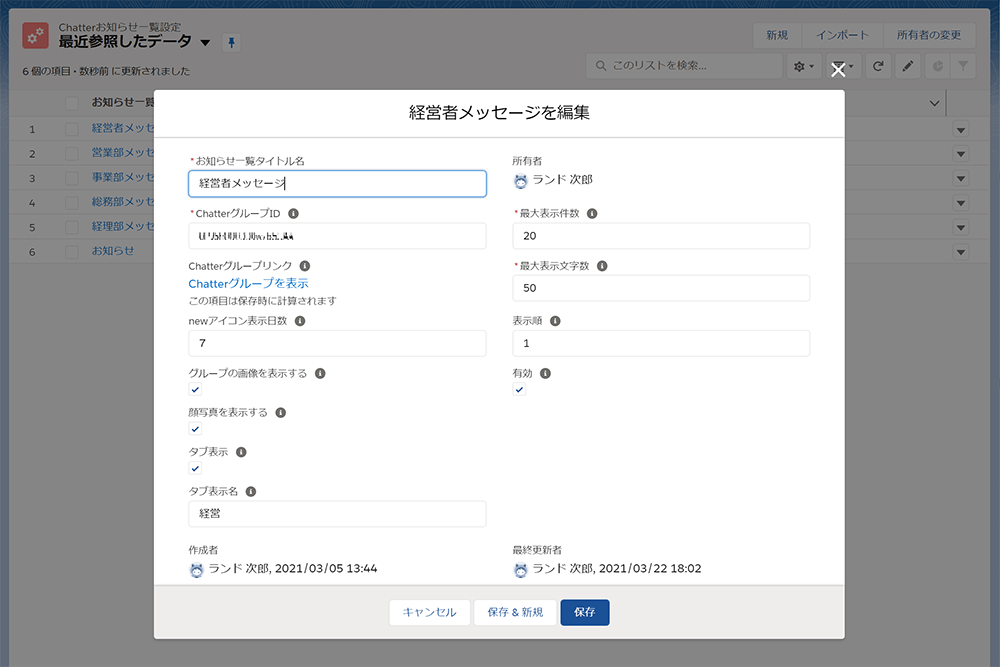 Chatterお知らせ一覧設定
最近参照したデータ
新規
インポート
所有者の変更
6 個の項目・数秒前 に更新されました
このリストを検索...
お知らせ一覧
1 経営者メッセ
2 営業部メッセ
3 事業部メッセ
4 総務部メッセ
5 経理部メッセ
6 お知らせ
経営者メッセージを編集
*お知らせ一覧タイトル名
経営者メッセージ
所有者
ランド 次郎
*ChatterグループID
*最大表示件数
20
Chatterグループリンク
Chatterグループを表示
この項目は保存時に計算されます
*最大表示文字数
50
newアイコン表示日数
7
表示順
1
グループの画像を表示する
有効
顔写真を表示する
タブ表示
タブ表示名
経営
作成者
ランド 次郎, 2021/03/05 13:44
最終更新者
ランド 次郎, 2021/03/22 18:02
キャンセル
保存 & 新規
保存